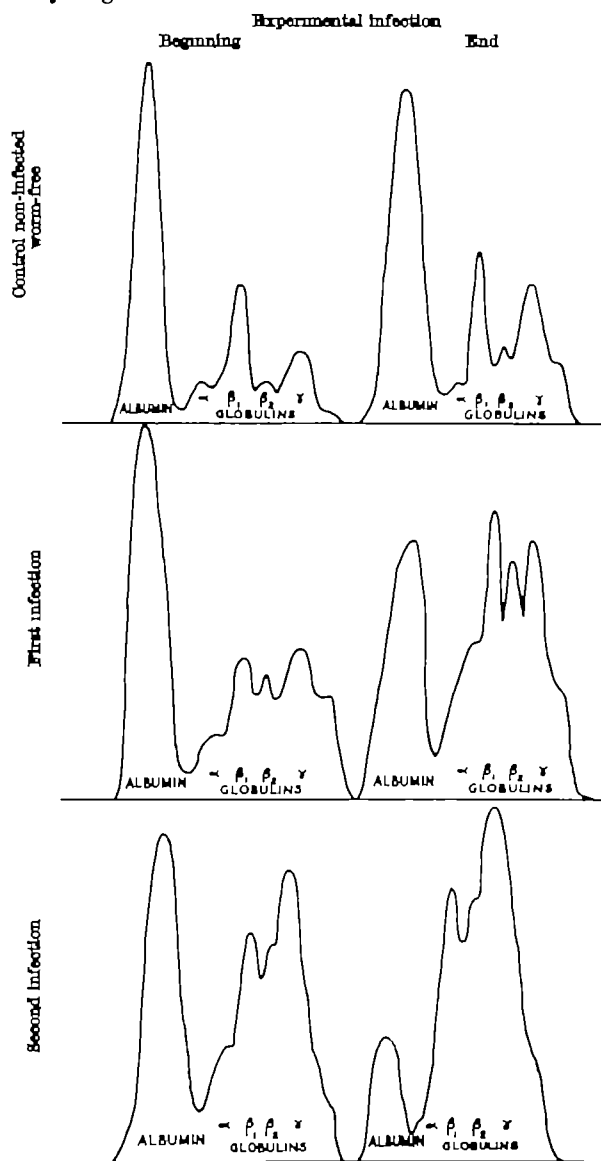 Experimental infection
Beginning End
Control non-infected
worm-free
ALBUMIN ∝ β₁ β₂ γ
GLOBULINS
ALBUMIN ∝ β₁ β₂ γ
GLOBULINS
First infection
ALBUMIN ∝ β₁ β₂ γ
GLOBULINS
ALBUMIN ∝ β₁ β₂ γ
GLOBULINS
Second infection
ALBUMIN ∝ β₁ β₂ γ
GLOBULINS
ALBUMIN ∝ β₁ β₂ γ
GLOBULINS